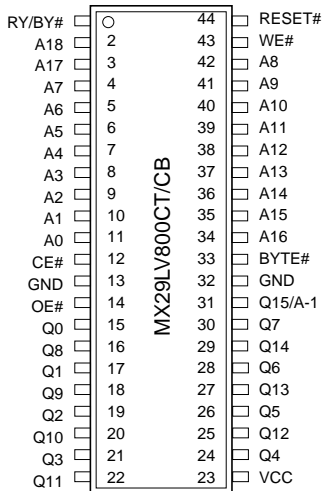 RY/BY# 44 RESET#
A18 2 43 WE#
A17 3 42 A8
A7 4 41 A9
A6 5 40 A10
A5 6 39 A11
A4 7 38 A12
A3 8 37 A13
A2 9 36 A14
A1 10 35 A15
A0 11 34 A16
CE# 12 33 BYTE#
GND 13 32 GND
OE# 14 31 Q15/A-1
Q0 15 30 Q7
Q8 16 29 Q14
Q1 17 28 Q6
Q9 18 27 Q13
Q2 19 26 Q5
Q10 20 25 Q12
Q3 21 24 Q4
Q11 22 23 VCC
MX29LV800CT/CB